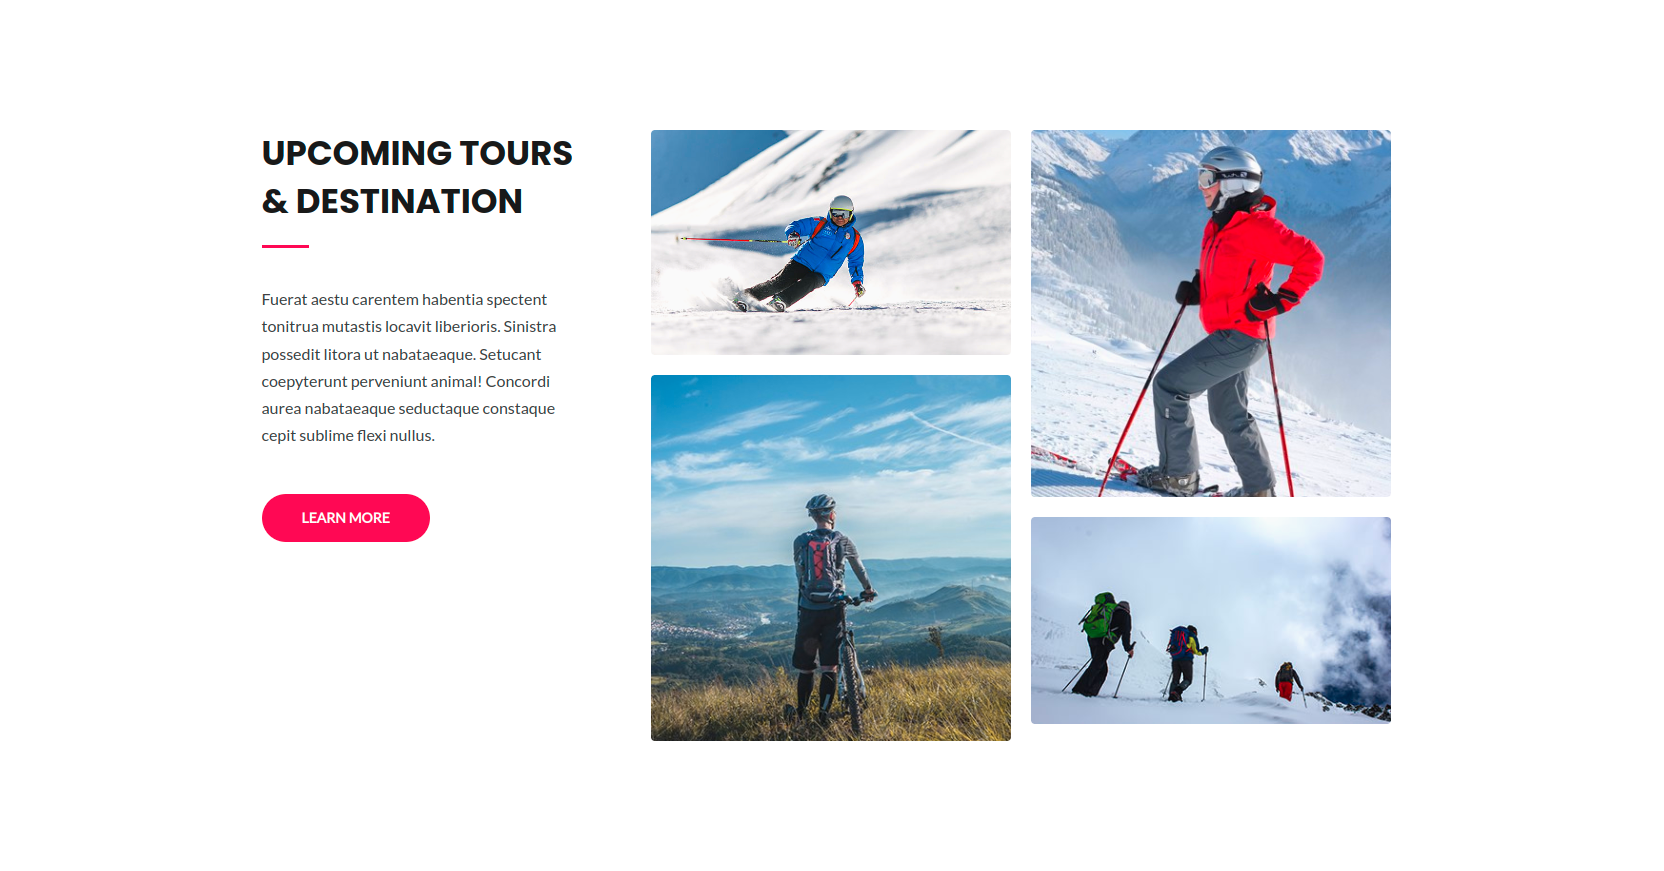 UPCOMING TOURS
& DESTINATION
Fuerat aestu carentem habentia spectent
tonitrua mutastis locavit liberioris. Sinistra
possedit litora ut nabataeaque. Setucant
coepyterunt perveniunt animal! Concordi
aurea nabataeaque seductaque constaque
cepit sublime flexi nullus.
LEARN MORE